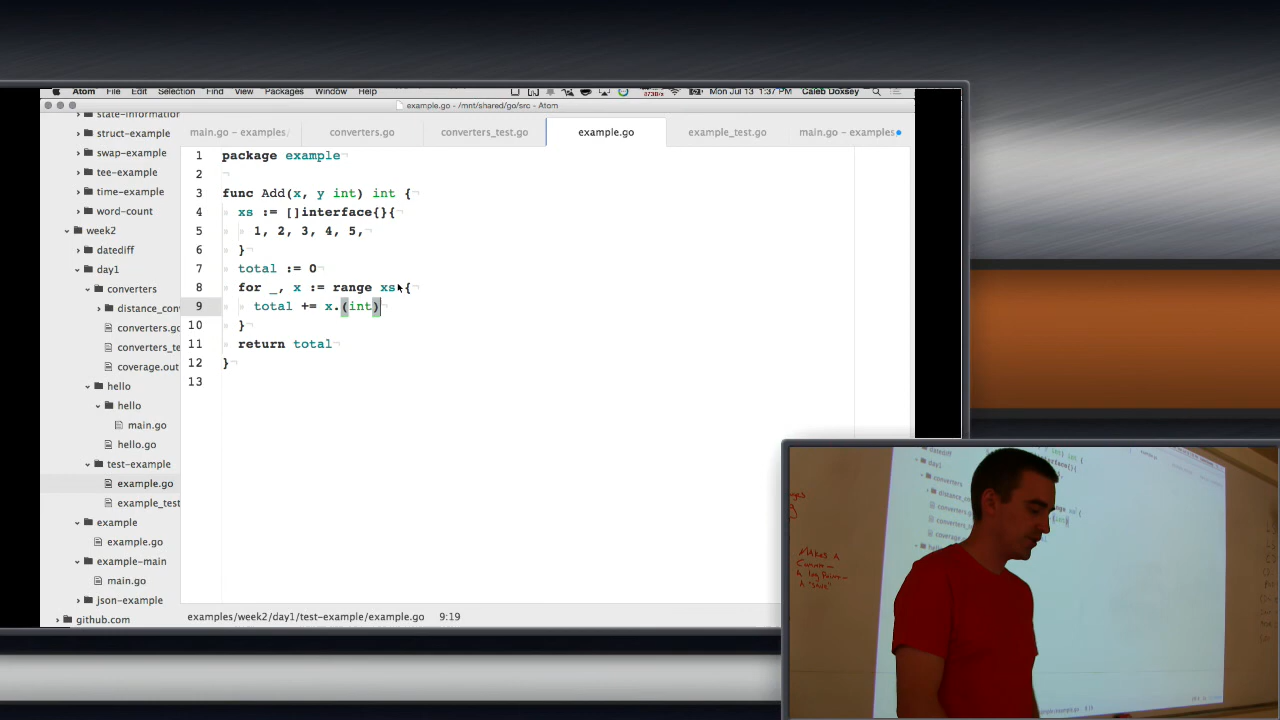 Atom File Edit Selection Find View Packages Window Help Mon Jul 13 1:37 PM Caleb Doxsey
example.go - /mnt/shared/go/src - Atom
main.go - examples/ converters.go converters_test.go example.go example_test.go main.go - examples
state-information
struct-example
swap-example
tee-example
time-example
word-count
week2
datediff
day1
converters
distance_con
converters.go
converters_te
coverage.out
hello
hello
main.go
hello.go
test-example
example.go
example_test
example
example.go
example-main
main.go
json-example
github.com
1 package example
2
3 func Add(x, y int) int {
4 xs := []interface{}{
5 1, 2, 3, 4, 5,
6 }
7 total := 0
8 for _, x := range xs {
9 total += x.(int)
10 }
11 return total
12 }
13
examples/week2/day1/test-example/example.go 9:19
MAKES A